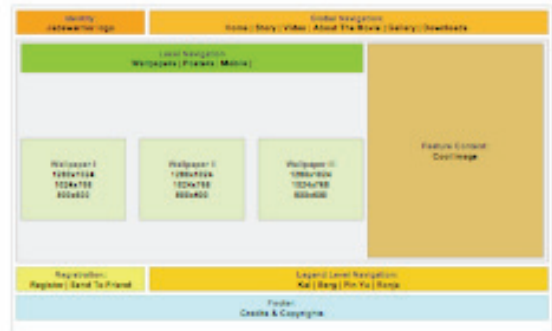 Identity:
Global Navigation:
Home | Story | Video | About The Movie | Gallery | Downloads
Local Navigation:
Wallpapers | Posters | Mobile |
Wallpaper I
1280x1024
1024x768
800x600
Wallpaper II
1280x1024
1024x768
800x600
Wallpaper III
1280x1024
1024x768
800x600
Feature Content:
Cool Image
Registration:
Register | Send To Friend
Legend Level Navigation:
Footer:
Credits & Copyrights